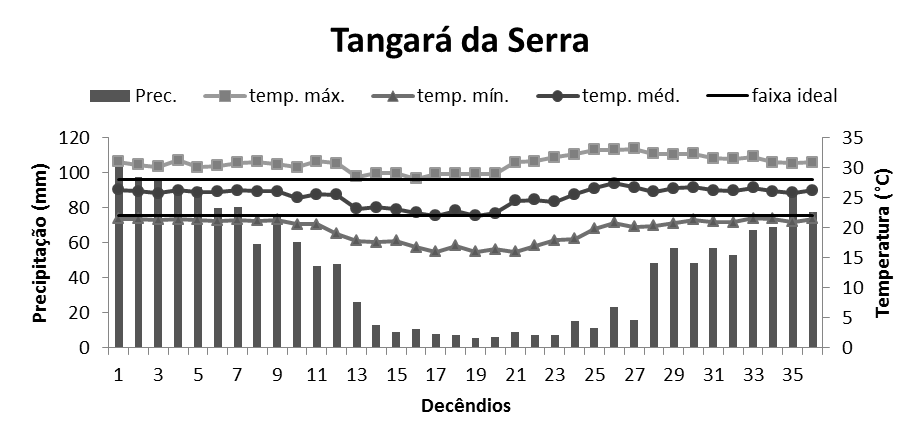 Tangará da Serra
Prec. temp. máx. temp. mín. temp. méd. faixa ideal
Precipitação (mm)
120
100
80
60
40
20
0
35
30
25
20
15
10
5
0
Temperatura (°C)
1 3 5 7 9 11 13 15 17 19 21 23 25 27 29 31 33 35
Decêndios